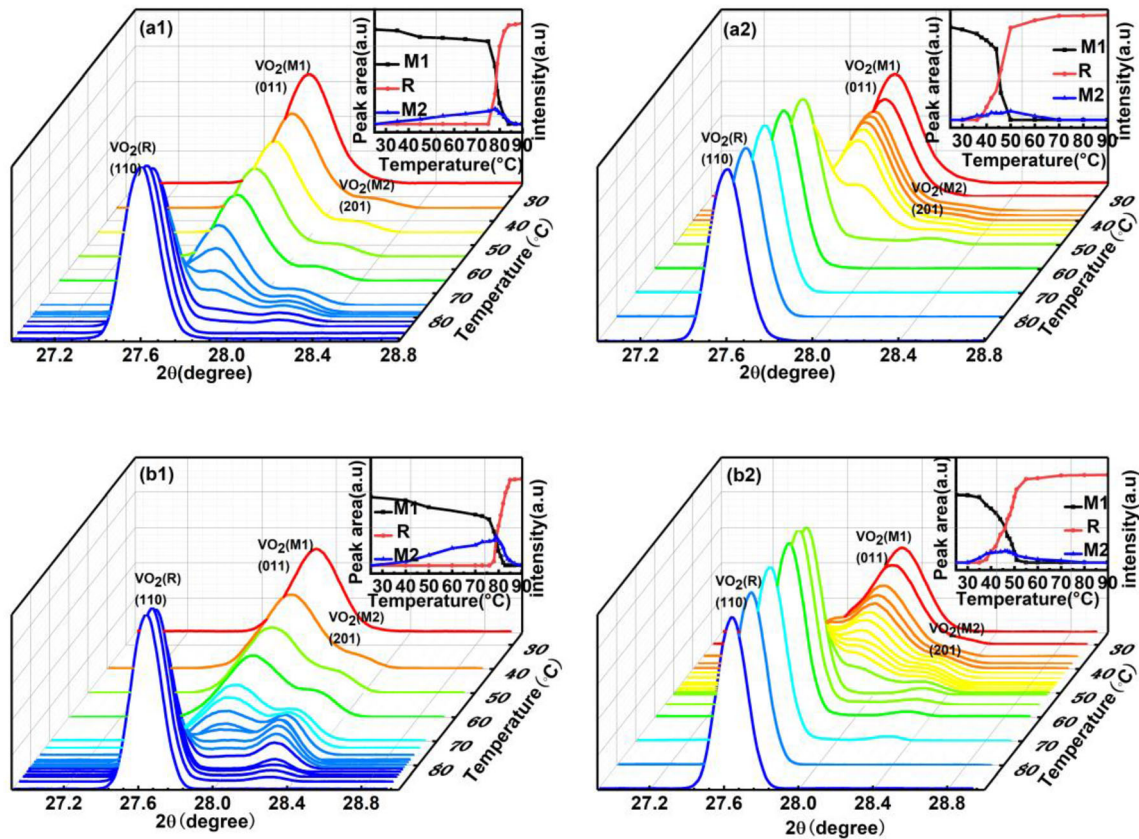 (a1)
VO2(M1)
(011)
VO2(R)
(110)
VO2(M2)
(201)
Peak area(a.u)
M1
R
M2
intensity(a.u)
30 40 50 60 70 80 90
Temperature(°C)
30
40
50
60
70
80
Temperature(°C)
27.2 27.6 28.0 28.4 28.8
2θ(degree)
(a2)
VO2(M1)
(011)
VO2(R)
(110)
VO2(M2)
(201)
Peak area(a.u)
M1
R
M2
intensity(a.u)
30 40 50 60 70 80 90
Temperature(°C)
30
40
50
60
70
80
Temperature(°C)
27.2 27.6 28.0 28.4 28.8
2θ(degree)
(b1)
VO2(M1)
(011)
VO2(R)
(110)
VO2(M2)
(201)
Peak area(a.u)
M1
R
M2
intensity(a.u)
30 40 50 60 70 80 90
Temperature(°C)
30
40
50
60
70
80
Temperature(°C)
27.2 27.6 28.0 28.4 28.8
2θ(degree)
(b2)
VO2(M1)
(011)
VO2(R)
(110)
VO2(M2)
(201)
Peak area(a.u)
M1
R
M2
intensity(a.u)
30 40 50 60 70 80 90
Temperature(°C)
30
40
50
60
70
80
Temperature(°C)
27.2 27.6 28.0 28.4 28.8
2θ(degree)